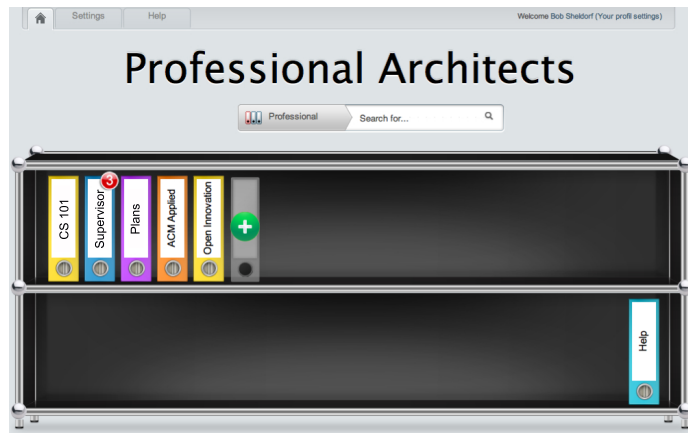 Settings Help Welcome Bob Sheldorf (Your profil settings)
Professional Architects
Professional Search for...
CS 101
Supervisor
3
Plans
ACM Applied
Open Innovation
Help